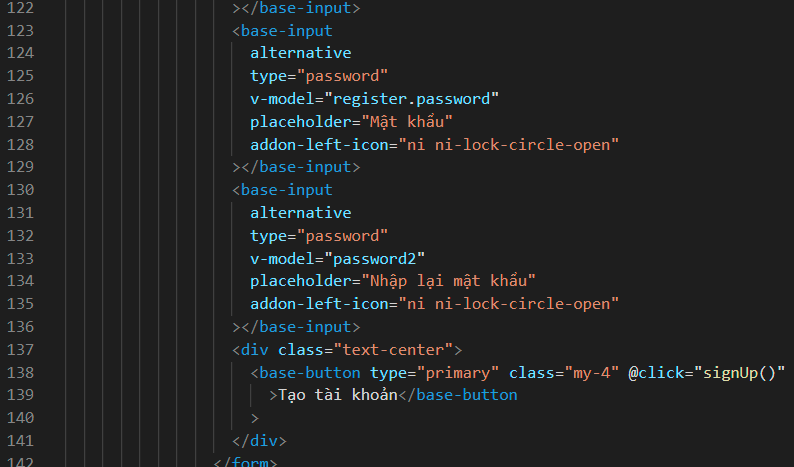 122 ></base-input>
123 <base-input
124 alternative
125 type="password"
126 v-model="register.password"
127 placeholder="Mật khẩu"
128 addon-left-icon="ni ni-lock-circle-open"
129 ></base-input>
130 <base-input
131 alternative
132 type="password"
133 v-model="password2"
134 placeholder="Nhập lại mật khẩu"
135 addon-left-icon="ni ni-lock-circle-open"
136 ></base-input>
137 <div class="text-center">
138 <base-button type="primary" class="my-4" @click="signUp()"
139 >Tạo tài khoản</base-button
140 >
141 </div>
142 </form>